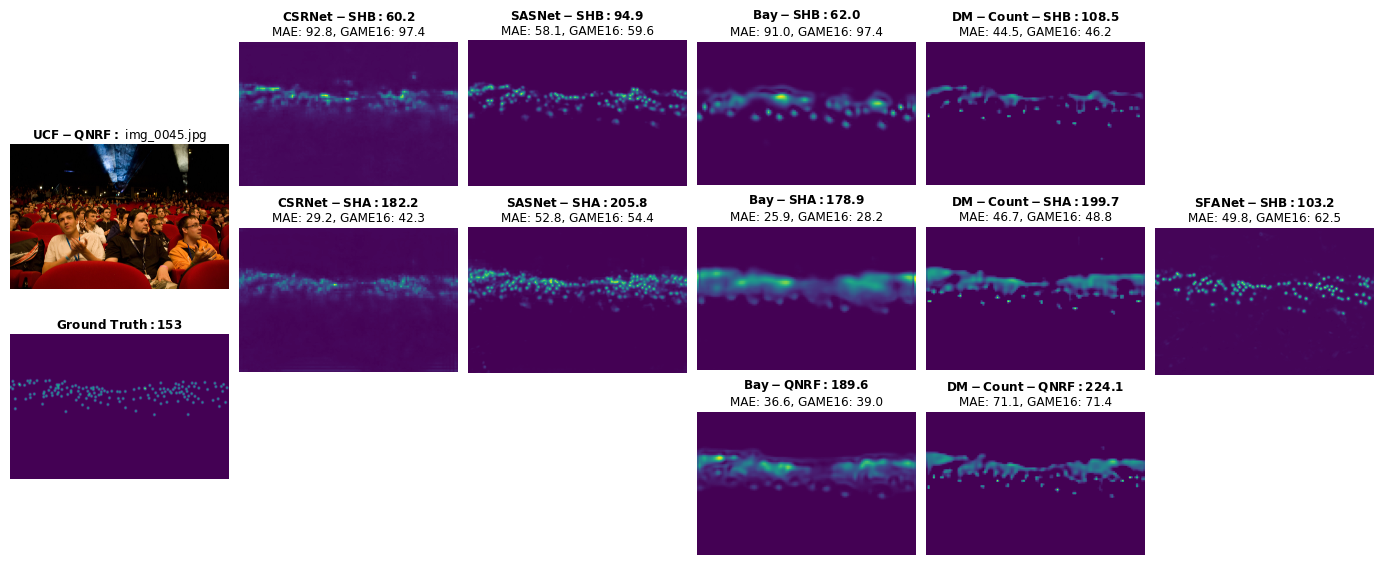 CSRNet−SHB: 60.2
MAE: 92.8, GAME16: 97.4
SASNet−SHB: 94.9
MAE: 58.1, GAME16: 59.6
Bay−SHB: 62.0
MAE: 91.0, GAME16: 97.4
DM−Count−SHB: 108.5
MAE: 44.5, GAME16: 46.2
UCF−QNRF: img_0045.jpg
CSRNet−SHA: 182.2
MAE: 29.2, GAME16: 42.3
SASNet−SHA: 205.8
MAE: 52.8, GAME16: 54.4
Bay−SHA: 178.9
MAE: 25.9, GAME16: 28.2
DM−Count−SHA: 199.7
MAE: 46.7, GAME16: 48.8
SFANet−SHB: 103.2
MAE: 49.8, GAME16: 62.5
Ground Truth: 153
Bay−QNRF: 189.6
MAE: 36.6, GAME16: 39.0
DM−Count−QNRF: 224.1
MAE: 71.1, GAME16: 71.4